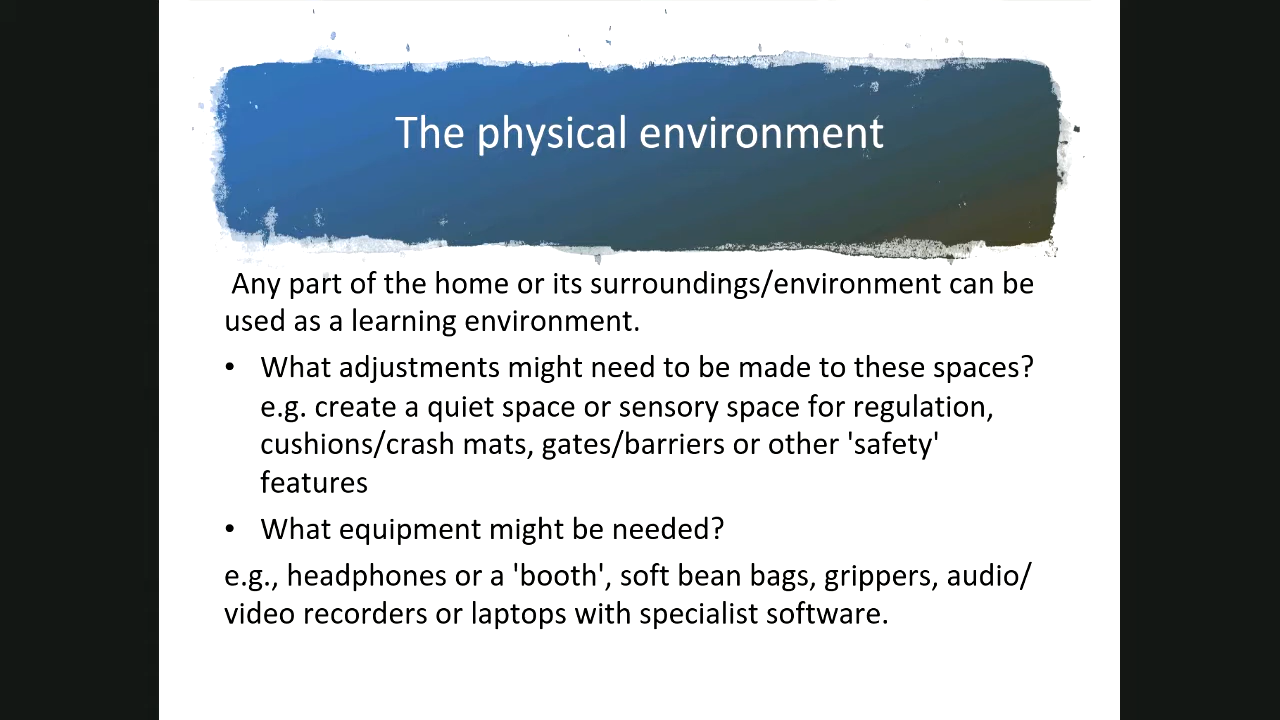 The physical environment
Any part of the home or its surroundings/environment can be
used as a learning environment.
• What adjustments might need to be made to these spaces?
e.g. create a quiet space or sensory space for regulation,
cushions/crash mats, gates/barriers or other 'safety'
features
• What equipment might be needed?
e.g., headphones or a 'booth', soft bean bags, grippers, audio/
video recorders or laptops with specialist software.